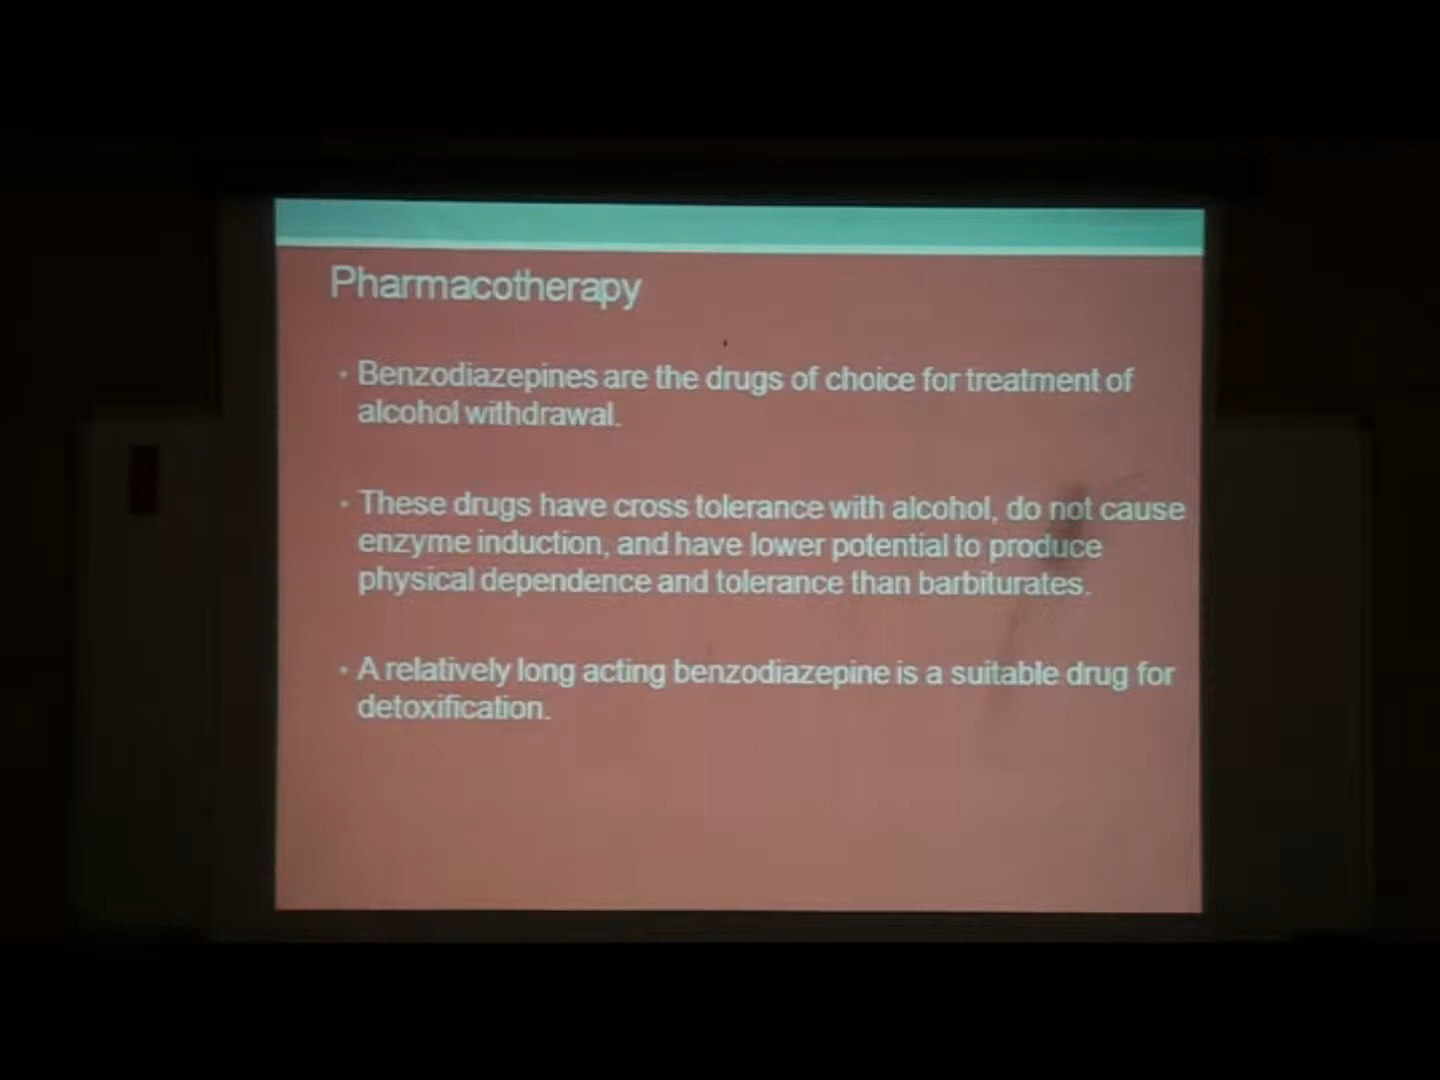 Pharmacotherapy
• Benzodiazepines are the drugs of choice for treatment of
alcohol withdrawal.
• These drugs have cross tolerance with alcohol, do not cause
enzyme induction, and have lower potential to produce
physical dependence and tolerance than barbiturates.
• A relatively long acting benzodiazepine is a suitable drug for
detoxification.